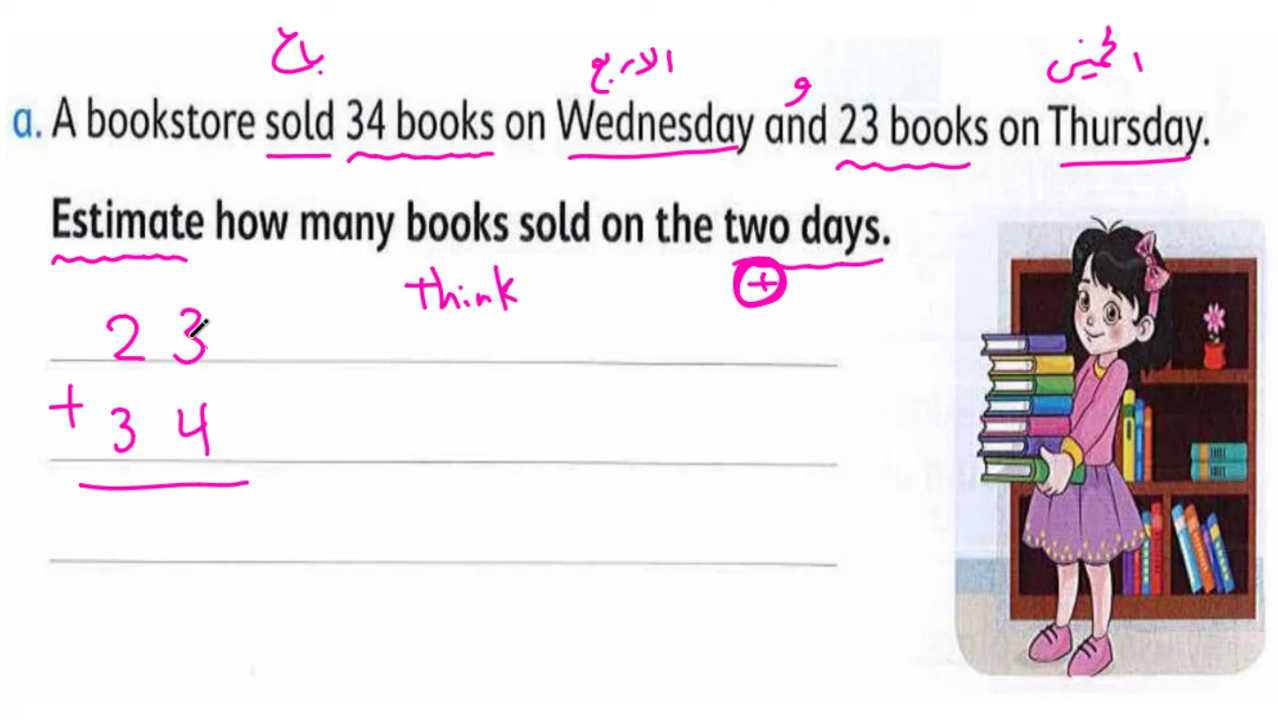 باع الاربع و الخميس
a. A bookstore sold 34 books on Wednesday and 23 books on Thursday.
Estimate how many books sold on the two days.
think +
23
+ 34